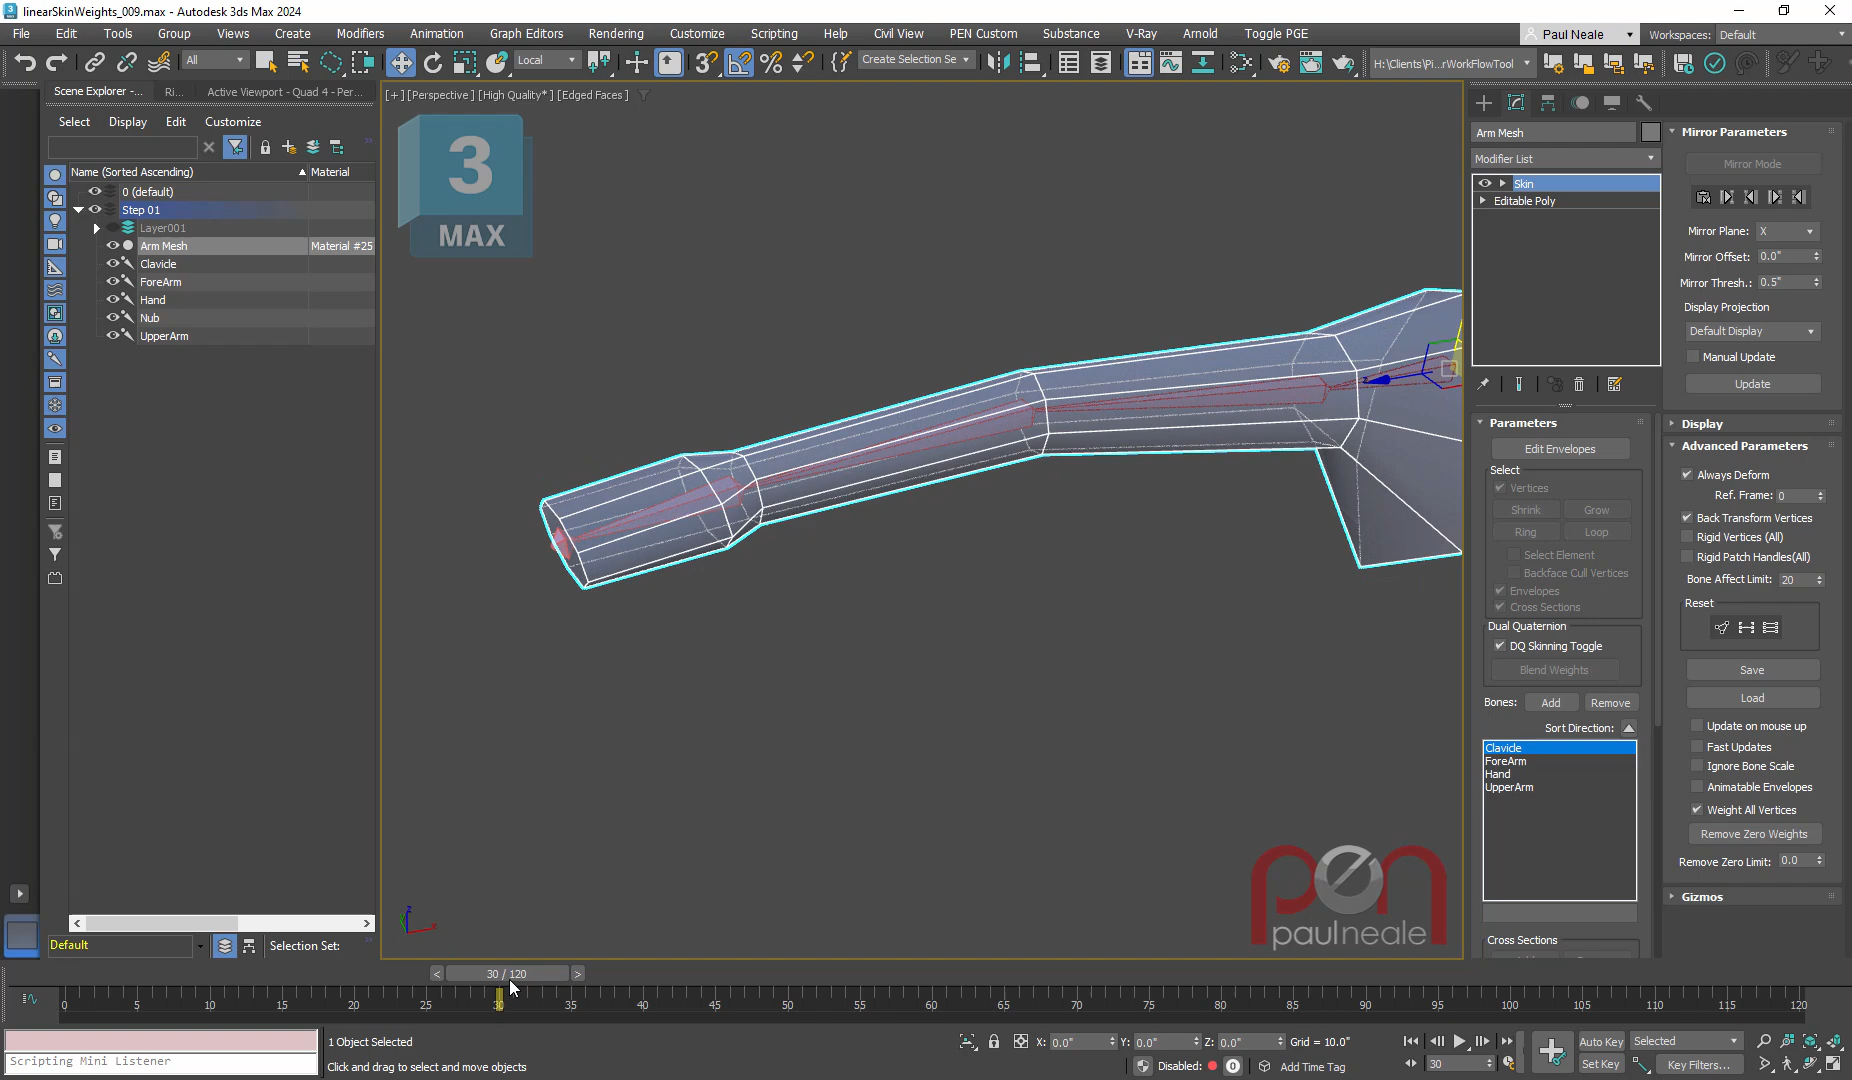 linearSkinWeights_009.max - Autodesk 3ds Max 2024
File Edit Tools Group Views Create Modifiers Animation Graph Editors Rendering Customize Scripting Help Civil View PEN Custom Substance V-Ray Arnold Toggle PGE Paul Neale Workspaces: Default
All Local Create Selection Se H:\Clients\Pi...rWorkFlowTool
Scene Explorer -... Ri... Active Viewport - Quad 4 - Per...
Select Display Edit Customize
Name (Sorted Ascending) Material
0 (default)
Step 01
Layer001
Arm Mesh Material #25
Clavicle
ForeArm
Hand
Nub
UpperArm
Default Selection Set:
[+] [Perspective] [High Quality*] [Edged Faces]
3
MAX
pen
paulneale
Arm Mesh
Modifier List
Skin
Editable Poly
Parameters
Edit Envelopes
Select
Vertices
Shrink Grow
Ring Loop
Select Element
Backface Cull Vertices
Envelopes
Cross Sections
Dual Quaternion
DQ Skinning Toggle
Blend Weights
Bones: Add Remove
Sort Direction:
Clavicle
ForeArm
Hand
UpperArm
Cross Sections
Mirror Parameters
Mirror Mode
Mirror Plane: X
Mirror Offset: 0.0"
Mirror Thresh.: 0.5"
Display Projection
Default Display
Manual Update
Update
Display
Advanced Parameters
Always Deform
Ref. Frame: 0
Back Transform Vertices
Rigid Vertices (All)
Rigid Patch Handles(All)
Bone Affect Limit: 20
Reset
Save
Load
Update on mouse up
Fast Updates
Ignore Bone Scale
Animatable Envelopes
Weight All Vertices
Remove Zero Weights
Remove Zero Limit: 0.0
Gizmos
< 30 / 120 >
0 5 10 15 20 25 30 35 40 45 50 55 60 65 70 75 80 85 90 95 100 105 110 115 120
Scripting Mini Listener
1 Object Selected
Click and drag to select and move objects
X: 0.0" Y: 0.0" Z: 0.0" Grid = 10.0"
Disabled: 0 Add Time Tag
30
Auto Key Selected
Set Key Key Filters...